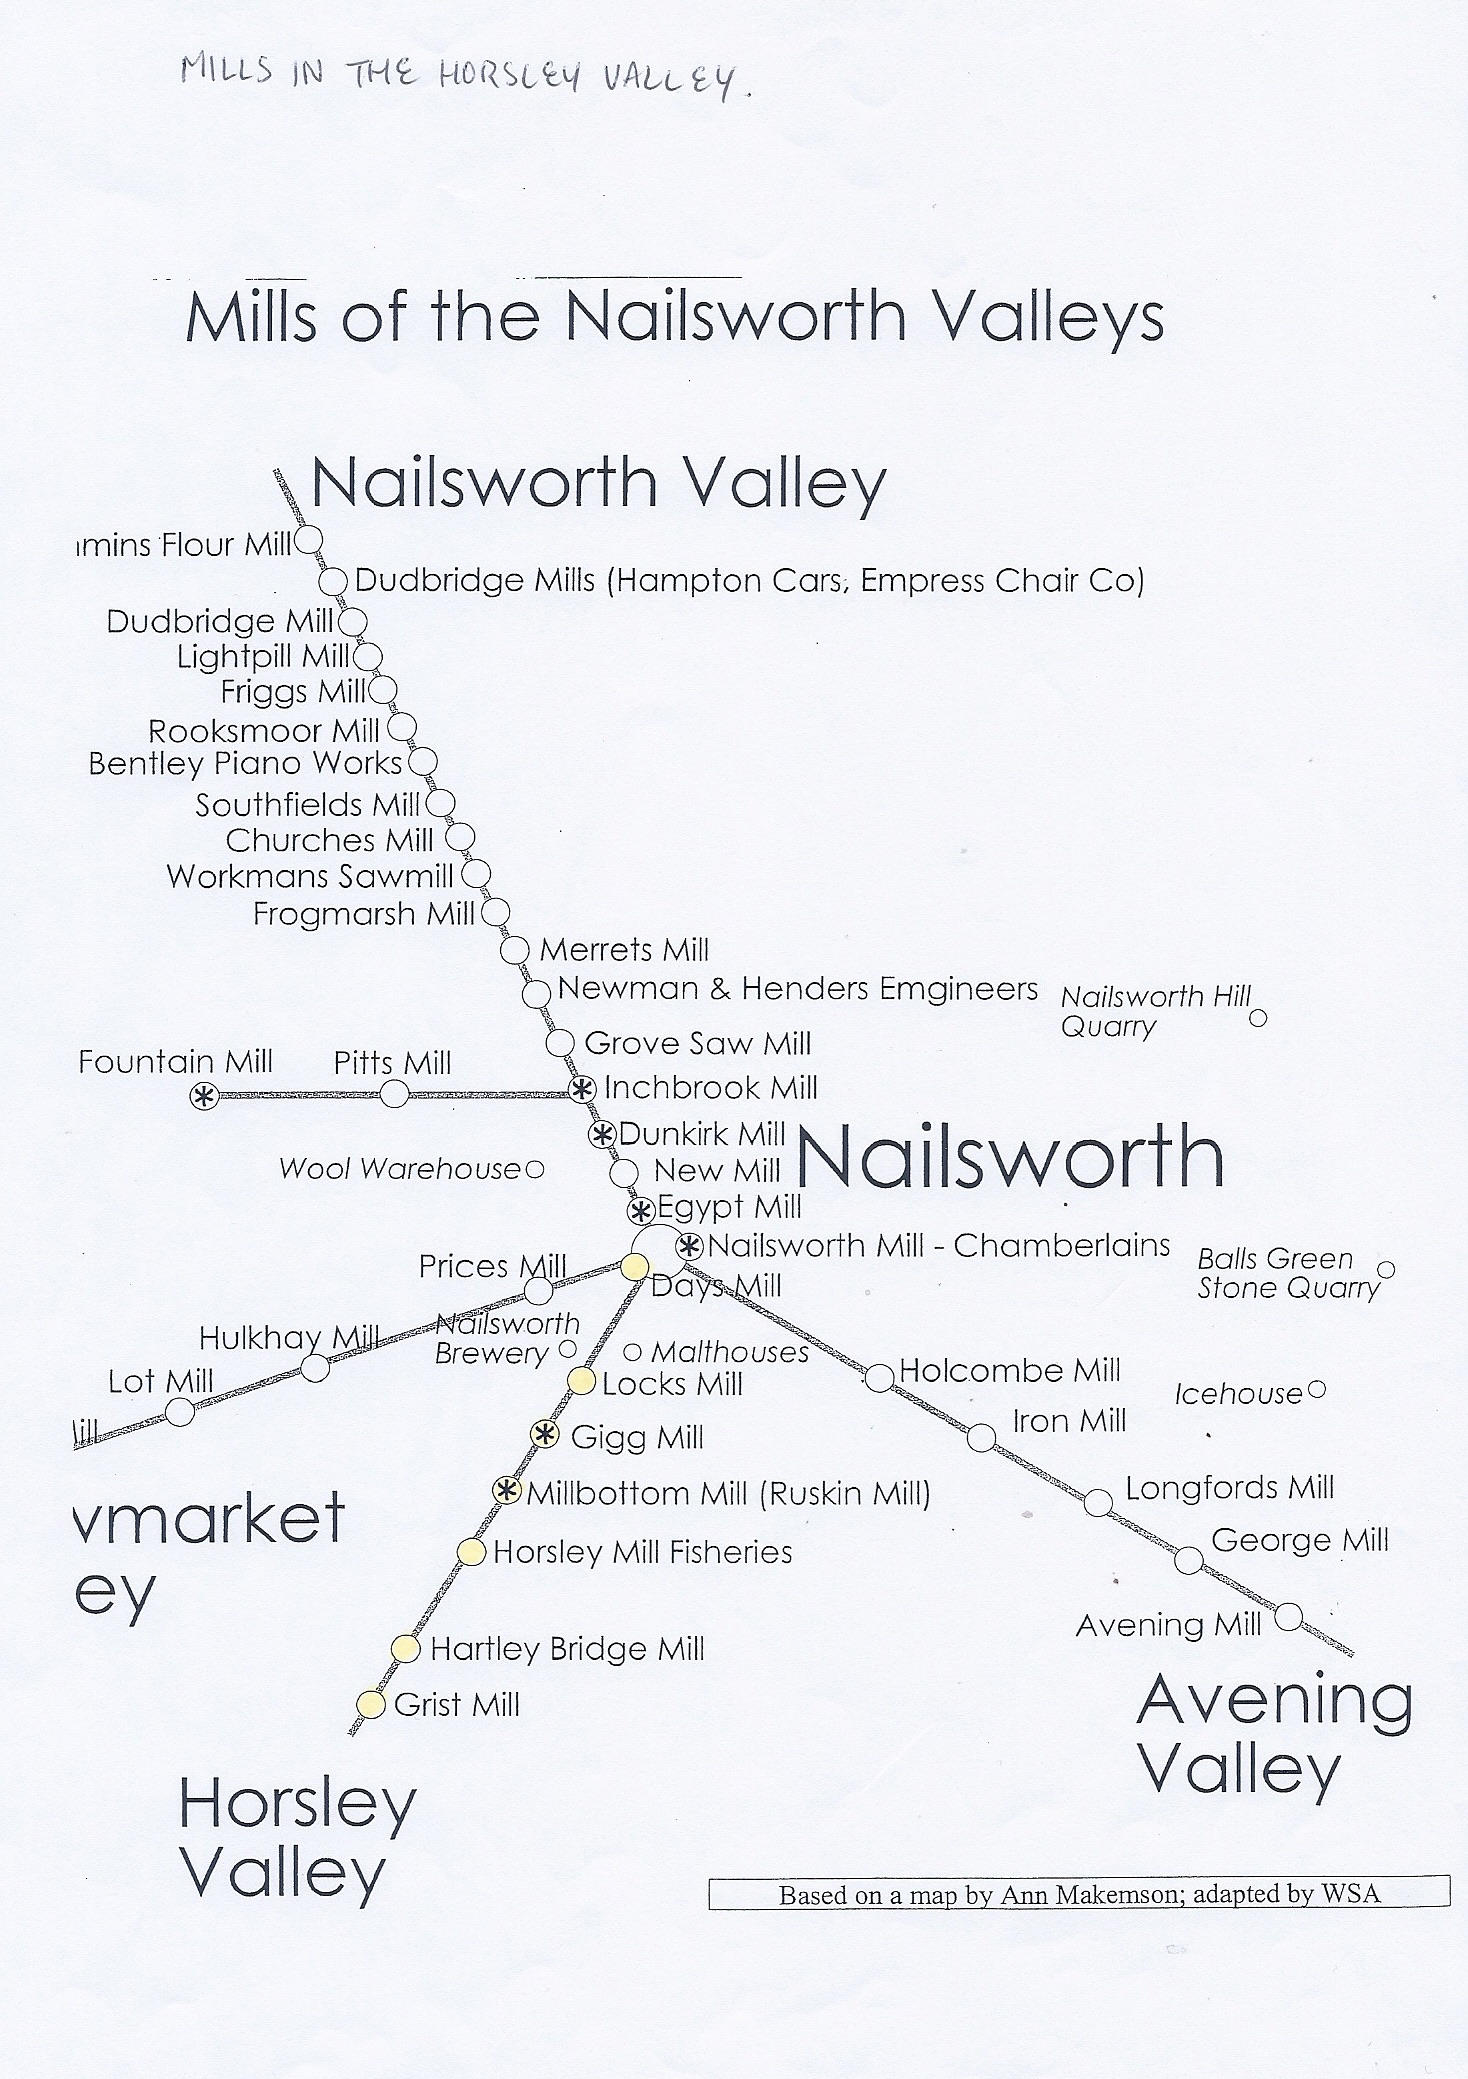 MILLS IN THE HORSLEY VALLEY.
Mills of the Nailsworth Valleys
Nailsworth Valley
mins Flour Mill
Dudbridge Mills (Hampton Cars, Empress Chair Co)
Dudbridge Mill
Lightpill Mill
Friggs Mill
Rooksmoor Mill
Bentley Piano Works
Southfields Mill
Churches Mill
Workmans Sawmill
Frogmarsh Mill
Merrets Mill
Newman & Henders Emgineers
Nailsworth Hill
Quarry
Grove Saw Mill
Fountain Mill
Pitts Mill
Inchbrook Mill
Dunkirk Mill
Nailsworth
Wool Warehouse
New Mill
Egypt Mill
Nailsworth Mill - Chamberlains
Balls Green
Stone Quarry
Prices Mill
Days Mill
Nailsworth
Brewery
Malthouses
Hulkhay Mill
Lot Mill
Locks Mill
Holcombe Mill
Icehouse
Iron Mill
ill
Gigg Mill
Millbottom Mill (Ruskin Mill)
Longfords Mill
vmarket
ey
George Mill
Horsley Mill Fisheries
Avening Mill
Hartley Bridge Mill
Grist Mill
Avening
Valley
Horsley
Valley
Based on a map by Ann Makemson; adapted by WSA